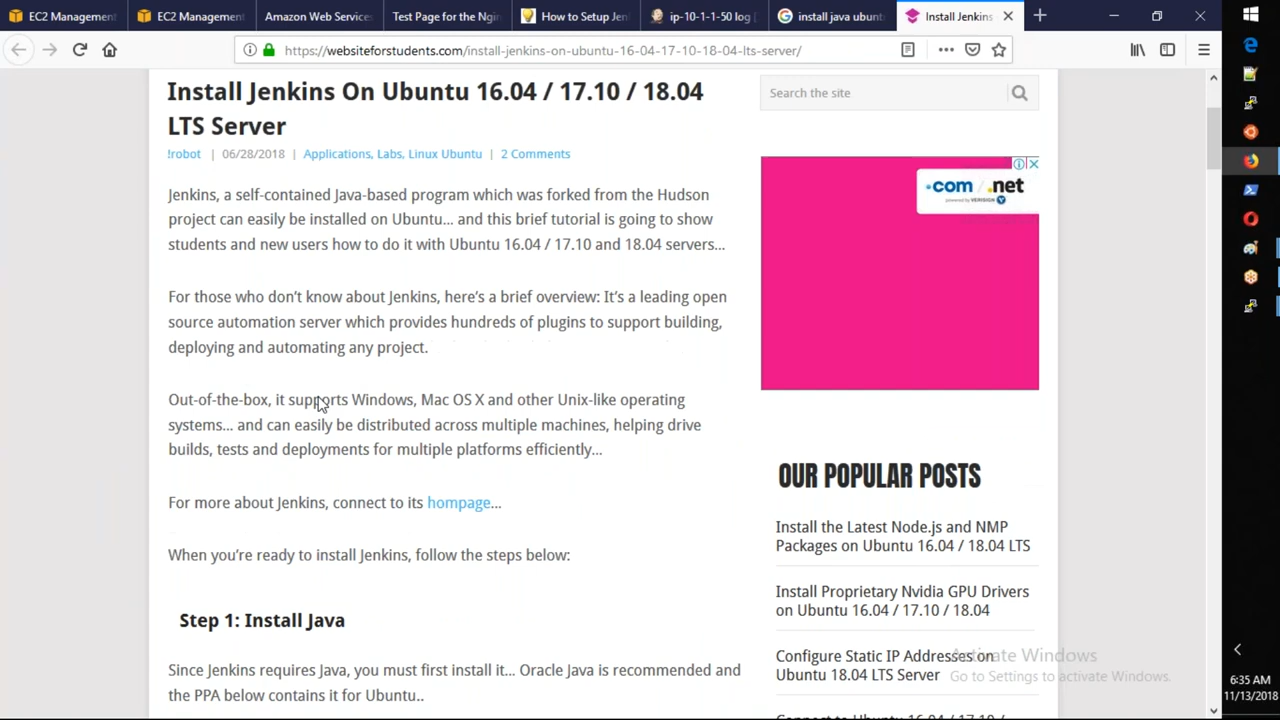 EC2 Management
EC2 Management
Amazon Web Services
Test Page for the Ngin
How to Setup Jen
ip-10-1-1-50 log
install java ubunt
Install Jenkins
https://websiteforstudents.com/install-jenkins-on-ubuntu-16-04-17-10-18-04-lts-server/
Install Jenkins On Ubuntu 16.04 / 17.10 / 18.04
LTS Server
!robot | 06/28/2018 | Applications, Labs, Linux Ubuntu | 2 Comments
Jenkins, a self-contained Java-based program which was forked from the Hudson
project can easily be installed on Ubuntu... and this brief tutorial is going to show
students and new users how to do it with Ubuntu 16.04 / 17.10 and 18.04 servers...
For those who don't know about Jenkins, here's a brief overview: It's a leading open
source automation server which provides hundreds of plugins to support building,
deploying and automating any project.
Out-of-the-box, it supports Windows, Mac OS X and other Unix-like operating
systems... and can easily be distributed across multiple machines, helping drive
builds, tests and deployments for multiple platforms efficiently...
For more about Jenkins, connect to its hompage...
When you're ready to install Jenkins, follow the steps below:
Step 1: Install Java
Since Jenkins requires Java, you must first install it... Oracle Java is recommended and
the PPA below contains it for Ubuntu..
Search the site
.com / .net
powered by VERISIGN
OUR POPULAR POSTS
Install the Latest Node.js and NMP
Packages on Ubuntu 16.04 / 18.04 LTS
Install Proprietary Nvidia GPU Drivers
on Ubuntu 16.04 / 17.10 / 18.04
Configure Static IP Addresses on
Ubuntu 18.04 LTS Server
Connect to Ubuntu 16.04 / 17.10 /
Activate Windows
Go to Settings to activate Windows.
6:35 AM
11/13/2018